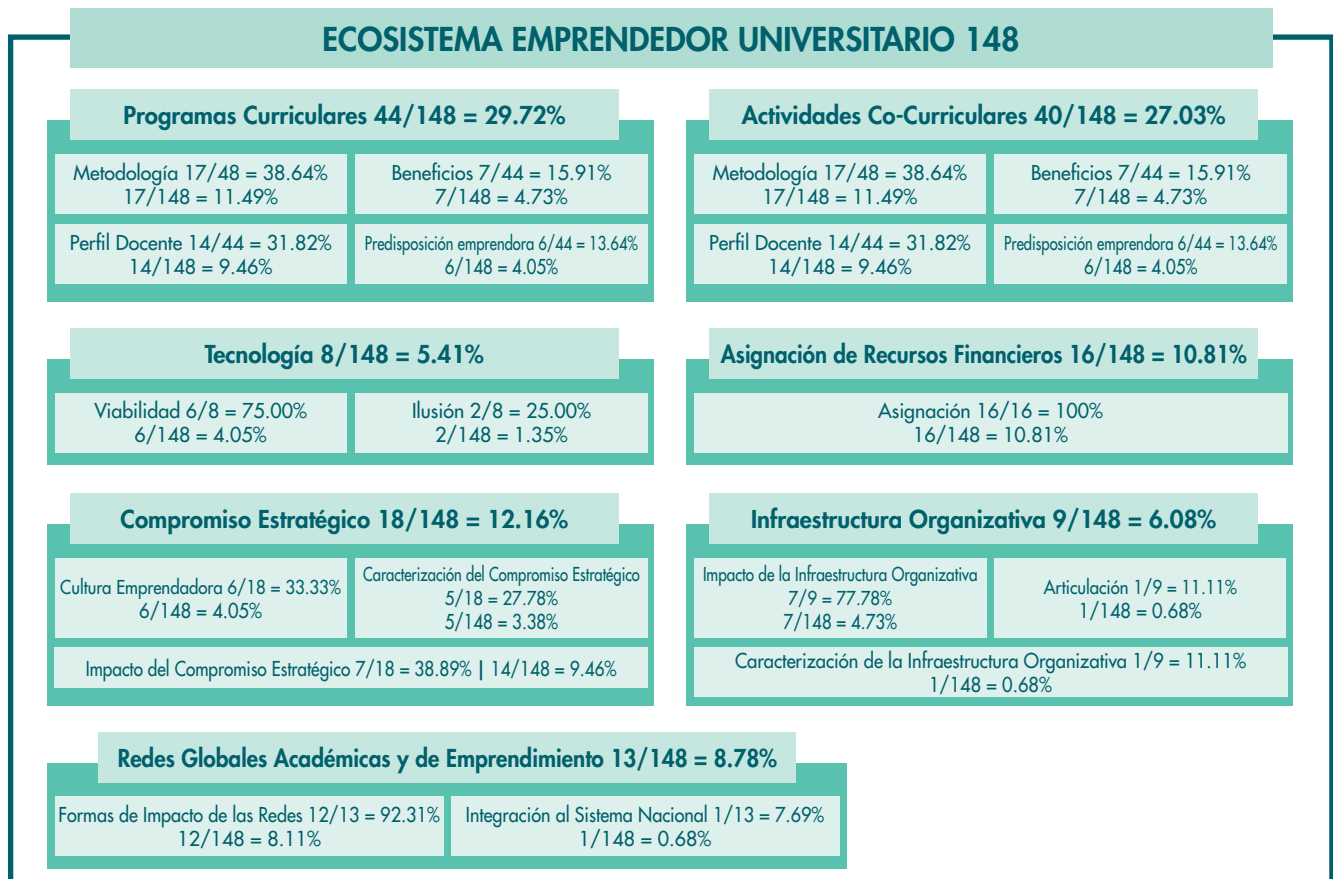 ECOSISTEMA EMPRENDEDOR UNIVERSITARIO 148
Programas Curriculares 44/148 = 29.72%
Metodología 17/48 = 38.64%
17/148 = 11.49%
Beneficios 7/44 = 15.91%
7/148 = 4.73%
Perfil Docente 14/44 = 31.82%
14/148 = 9.46%
Predisposición emprendora 6/44 = 13.64%
6/148 = 4.05%
Actividades Co-Curriculares 40/148 = 27.03%
Metodología 17/48 = 38.64%
17/148 = 11.49%
Beneficios 7/44 = 15.91%
7/148 = 4.73%
Perfil Docente 14/44 = 31.82%
14/148 = 9.46%
Predisposición emprendora 6/44 = 13.64%
6/148 = 4.05%
Tecnología 8/148 = 5.41%
Viabilidad 6/8 = 75.00%
6/148 = 4.05%
Ilusión 2/8 = 25.00%
2/148 = 1.35%
Asignación de Recursos Financieros 16/148 = 10.81%
Asignación 16/16 = 100%
16/148 = 10.81%
Compromiso Estratégico 18/148 = 12.16%
Cultura Emprendadora 6/18 = 33.33%
6/148 = 4.05%
Caracterización del Compromiso Estratégico
5/18 = 27.78%
5/148 = 3.38%
Impacto del Compromiso Estratégico 7/18 = 38.89% | 14/148 = 9.46%
Infraestructura Organizativa 9/148 = 6.08%
Impacto de la Infraestructura Organizativa
7/9 = 77.78%
7/148 = 4.73%
Articulación 1/9 = 11.11%
1/148 = 0.68%
Caracterización de la Infraestructura Organizativa 1/9 = 11.11%
1/148 = 0.68%
Redes Globales Académicas y de Emprendimiento 13/148 = 8.78%
Formas de Impacto de las Redes 12/13 = 92.31%
12/148 = 8.11%
Integración al Sistema Nacional 1/13 = 7.69%
1/148 = 0.68%